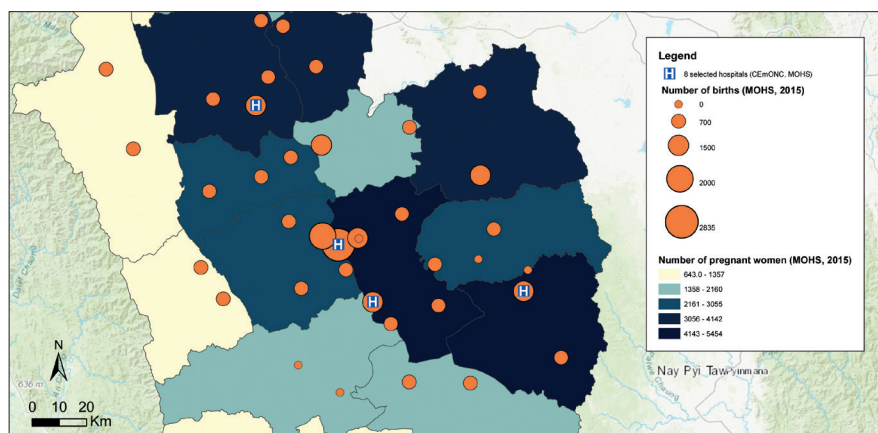 Legend
H 8 selected hospitals (CEmONC, MOHS)
Number of births (MOHS, 2015)
0
700
1500
2000
2835
Number of pregnant women (MOHS, 2015)
643.0 - 1357
1358 - 2160
2161 - 3055
3056 - 4142
4143 - 5454
H
H
H
H
Nay Pyi Taw
Pyinmana
636 m
N
0 10 20
Km